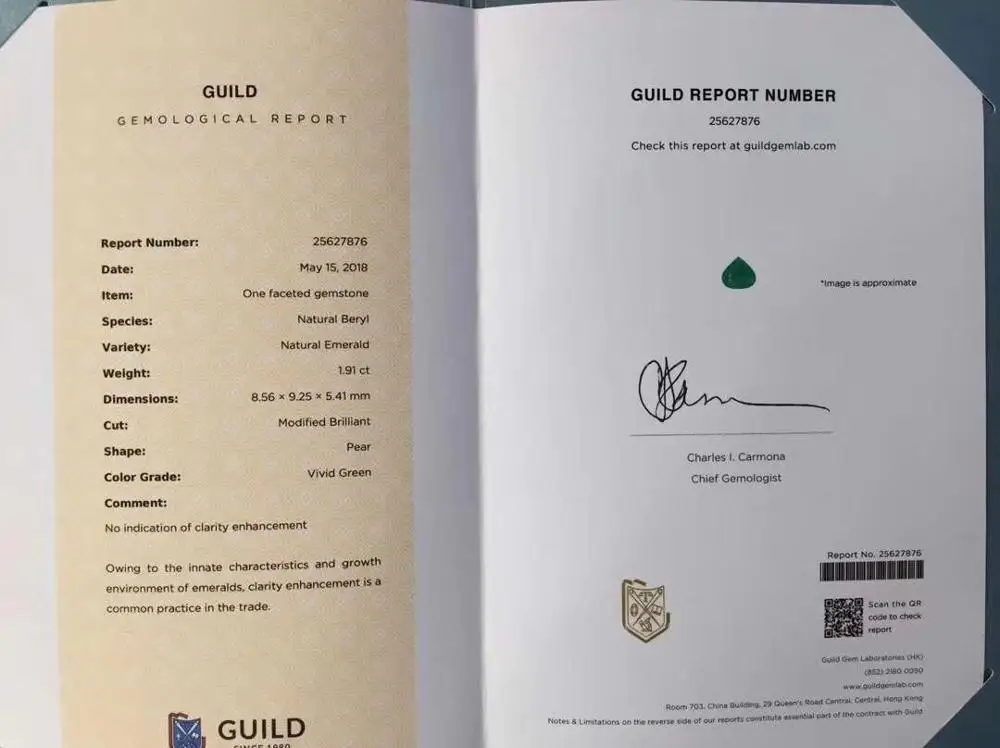 GUILD
GEMOLOGICAL REPORT
Report Number: 25627876
Date: May 15, 2018
Item: One faceted gemstone
Species: Natural Beryl
Variety: Natural Emerald
Weight: 1.91 ct
Dimensions: 8.56 × 9.25 × 5.41 mm
Cut: Modified Brilliant
Shape: Pear
Color Grade: Vivid Green
Comment:
No indication of clarity enhancement
Owing to the innate characteristics and growth
environment of emeralds, clarity enhancement is a
common practice in the trade.
GUILD
SINCE 1980
GUILD REPORT NUMBER
25627876
Check this report at guildgemlab.com
*Image is approximate
Charles I. Carmona
Chief Gemologist
Report No. 25627876
Scan the QR
code to check
report
Guild Gem Laboratories (HK)
(852) 2180 0090
www.guildgemlab.com
Room 703, China Building, 29 Queen's Road Central, Central, Hong Kong
Notes & Limitations on the reverse side of our reports constitute essential part of the contract with Guild